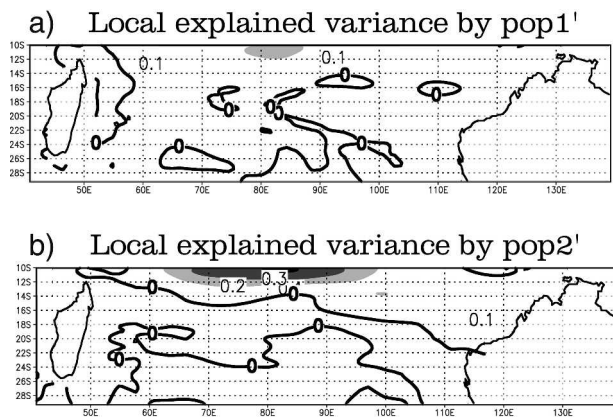 a) Local explained variance by pop1'
10S
14S
18S
20S
22S
24S
26S
28S
0.1
0.1
0
0
0
0
0
0
0
0
50E 60E 70E 80E 90E 100E 110E 120E 130E
b) Local explained variance by pop2'
10S
12S
14S
16S
18S
20S
22S
24S
26S
28S
0.2
0.3
0.1
0
0
0
0
0
0
50E 60E 70E 80E 90E 100E 110E 120E 130E